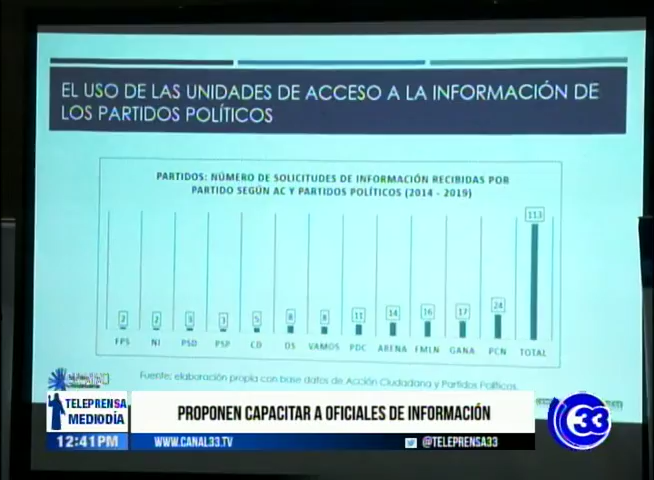 EL USO DE LAS UNIDADES DE ACCESO A LA INFORMACIÓN DE
LOS PARTIDOS POLÍTICOS
PARTIDOS: NÚMERO DE SOLICITUDES DE INFORMACIÓN RECIBIDAS POR
PARTIDO SEGÚN AC Y PARTIDOS POLÍTICOS (2014 - 2019)
2 2 3 3 5 8 8 11 14 16 17 24 113
FPS NI PSD PSP CD DS VAMOS PDC ARENA FMLN GANA PCN TOTAL
Fuente: elaboración propia con base datos de Acción Ciudadana y Partidos Políticos.
TELEPRENSA
MEDIODÍA
PROPONEN CAPACITAR A OFICIALES DE INFORMACIÓN
33
12:41PM WWW.CANAL33.TV @TELEPRENSA33